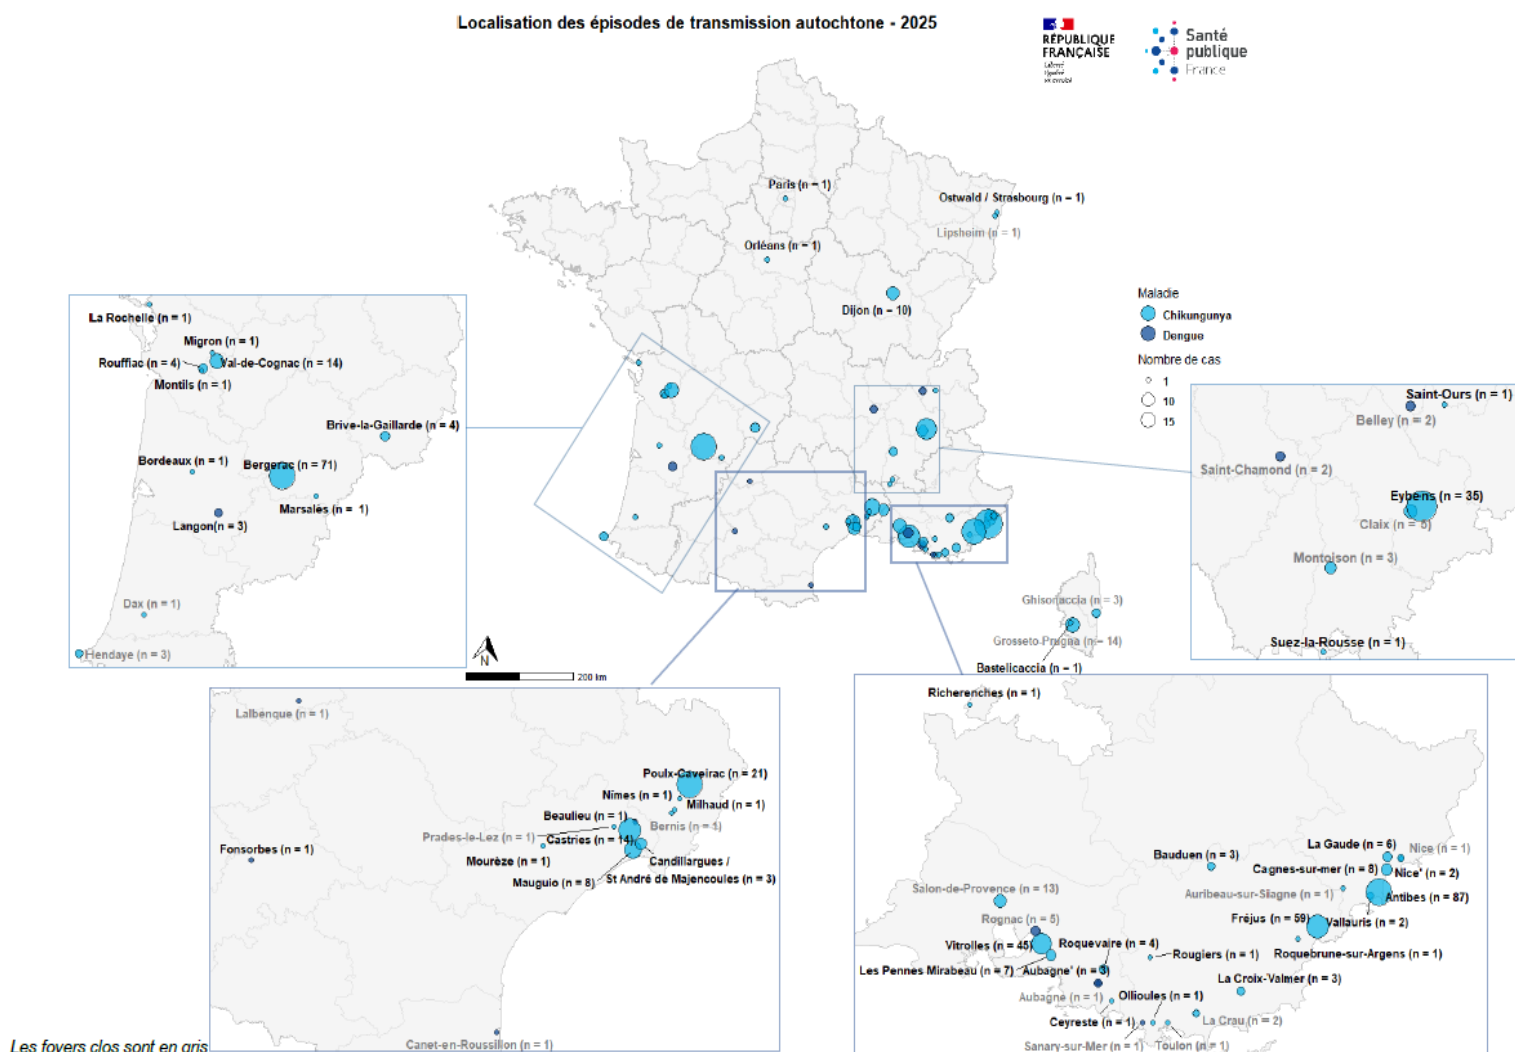 Localisation des épisodes de transmission autochtone - 2025
RÉPUBLIQUE
FRANÇAISE
Liberté
Égalité
Fraternité
Santé
publique
France
Paris (n = 1)
Ostwald / Strasbourg (n = 1)
Lipsheim (n = 1)
Orléans (n = 1)
Dijon (n = 10)
Maladie
Chikungunya
Dengue
Nombre de cas
1
10
15
La Rochelle (n = 1)
Migron (n = 1)
Rouffiac (n = 4)
Val-de-Cognac (n = 14)
Montils (n = 1)
Brive-la-Gaillarde (n = 4)
Bordeaux (n = 1)
Bergerac (n = 71)
Marsalès (n = 1)
Langon(n = 3)
Dax (n = 1)
Hendaye (n = 3)
Saint-Ours (n = 1)
Belley (n = 2)
Saint-Chamond (n = 2)
Eybens (n = 35)
Claix (n = 5)
Montoison (n = 3)
Suez-la-Rousse (n = 1)
Ghisonaccia (n = 3)
Grosseto-Prugna (n = 14)
Bastelicaccia (n = 1)
N
200 km
Lalbenque (n = 1)
Poulx-Caveirac (n = 21)
Nîmes (n = 1)
Milhaud (n = 1)
Beaulieu (n = 1)
Bernis (n = 1)
Prades-le-Lez (n = 1)
Castries (n = 14)
Fonsorbes (n = 1)
Mourèze (n = 1)
Candillargues /
St André de Majencoules (n = 3)
Mauguio (n = 8)
Canet-en-Roussillon (n = 1)
Richerenches (n = 1)
La Gaude (n = 6)
Nice (n = 1)
Bauduen (n = 3)
Cagnes-sur-mer (n = 8)
Nice' (n = 2)
Salon-de-Provence (n = 13)
Auribeau-sur-Siagne (n = 1)
Antibes (n = 87)
Rognac (n = 5)
Fréjus (n = 59)
Vallauris (n = 2)
Vitrolles (n = 45)
Roquevaire (n = 4)
Rougiers (n = 1)
Roquebrune-sur-Argens (n = 1)
Les Pennes Mirabeau (n = 7)
Aubagne' (n = 3)
La Croix-Valmer (n = 3)
Aubagne (n = 1)
Ollioules (n = 1)
Ceyreste (n = 1)
La Crau (n = 2)
Sanary-sur-Mer (n = 1)
Toulon (n = 1)
Les foyers clos sont en gris